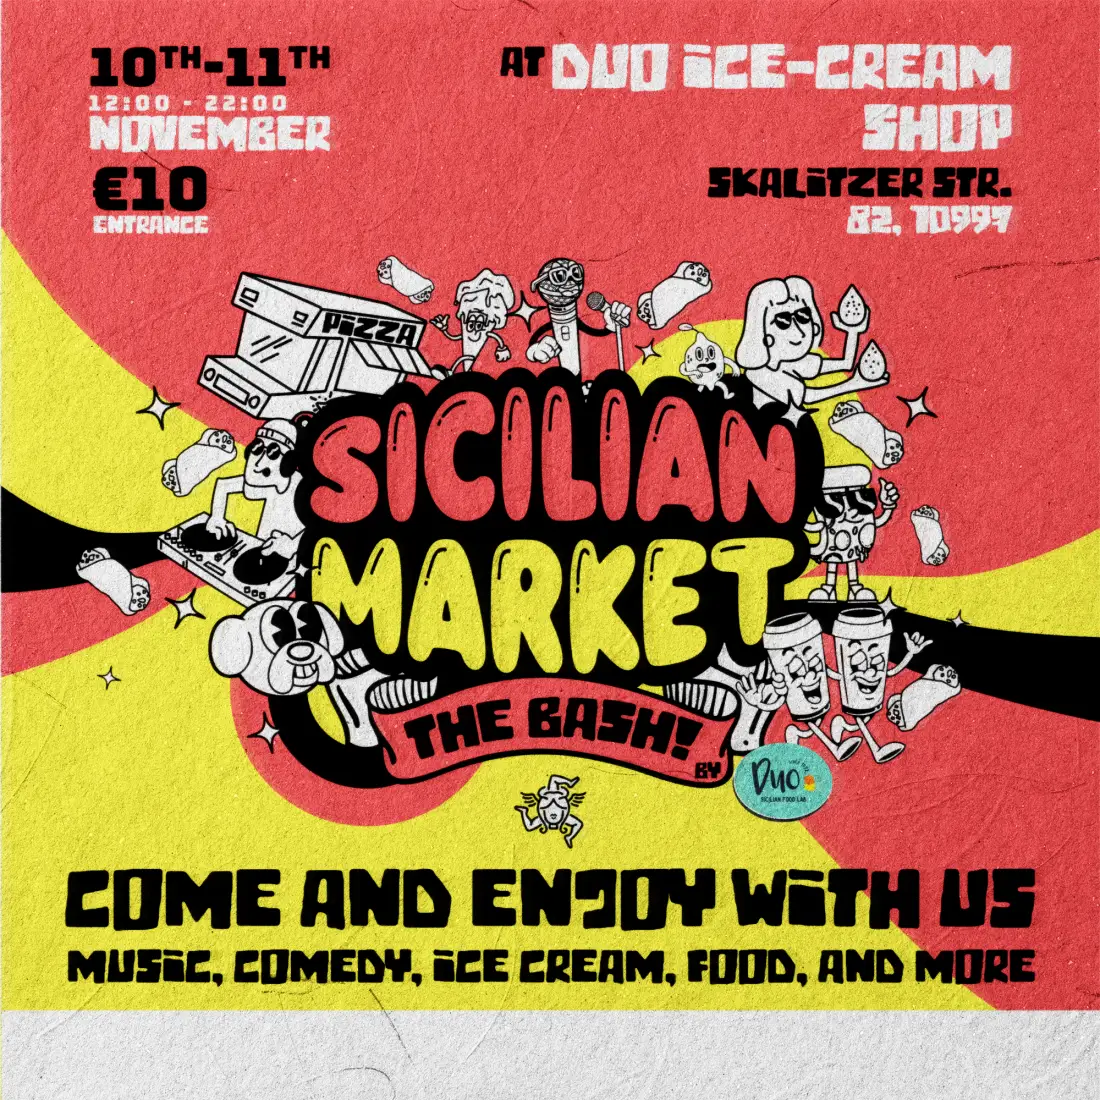 10TH-11TH
12:00 - 22:00
NOVEMBER
€10
ENTRANCE
AT DUO ICE-CREAM
SHOP
SKALITZER STR.
82, 10997
PIZZA
SICILIAN
MARKET
THE BASH!
BY
Duo
SICILIAN FOOD LAB
COME AND ENJOY WITH US
MUSIC, COMEDY, ICE CREAM, FOOD, AND MORE